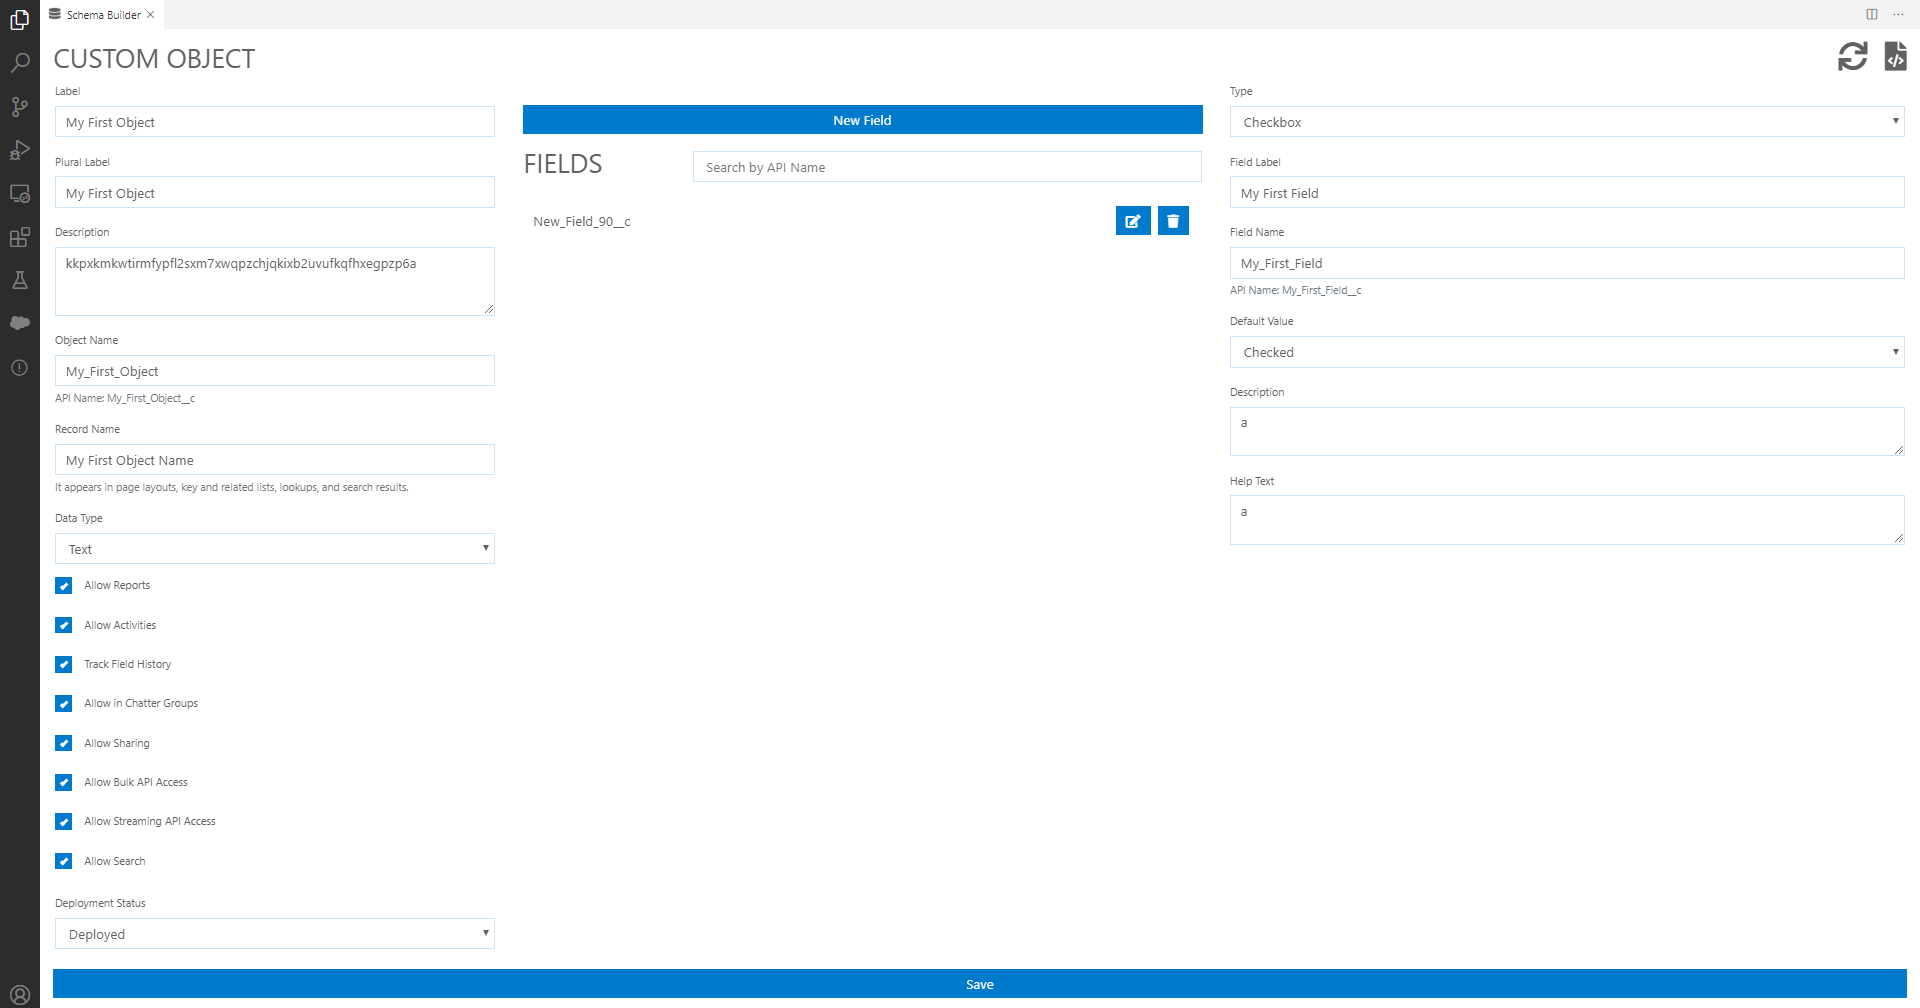 Schema Builder
CUSTOM OBJECT
Label
My First Object
Plural Label
My First Object
Description
kkpxkmkwtirmfypfl2sxm7xwqpzchjqkixb2uvufkqfhxegpzp6a
Object Name
My_First_Object
API Name: My_First_Object__c
Record Name
My First Object Name
It appears in page layouts, key and related lists, lookups, and search results.
Data Type
Text
Allow Reports
Allow Activities
Track Field History
Allow in Chatter Groups
Allow Sharing
Allow Bulk API Access
Allow Streaming API Access
Allow Search
Deployment Status
Deployed
New Field
FIELDS
Search by API Name
New_Field_90__c
Type
Checkbox
Field Label
My First Field
Field Name
My_First_Field
API Name: My_First_Field__c
Default Value
Checked
Description
a
Help Text
a
Save